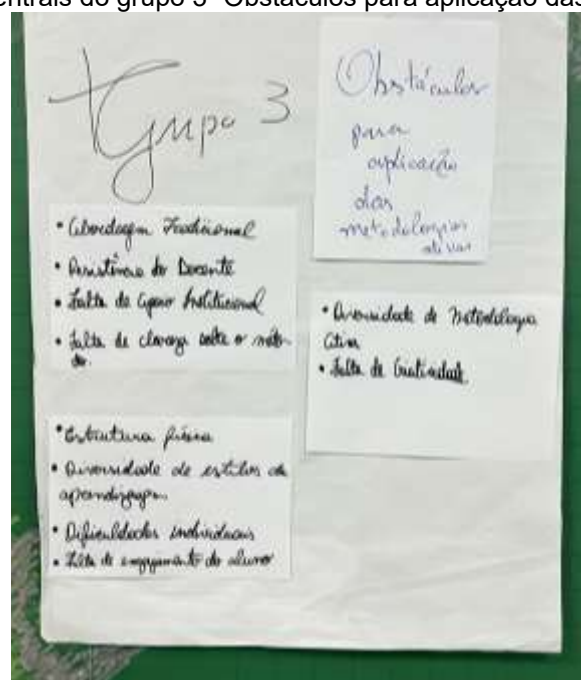 entrais do grupo 3 "Obstáculos para aplicação das
Grupo 3
Obstáculos
para
aplicação
das
metodologias
ativas
• Abordagem Tradicional
• Resistência do Docente
• Falta de Apoio Institucional
• Falta de clareza sobre o méto-
do.
• Diversidade de Metodologia
Ativa
• Falta de Criatividade
• Estrutura física
• Diversidade de estilos de
aprendizagem
• Dificuldades individuais
• Falta de engajamento do aluno